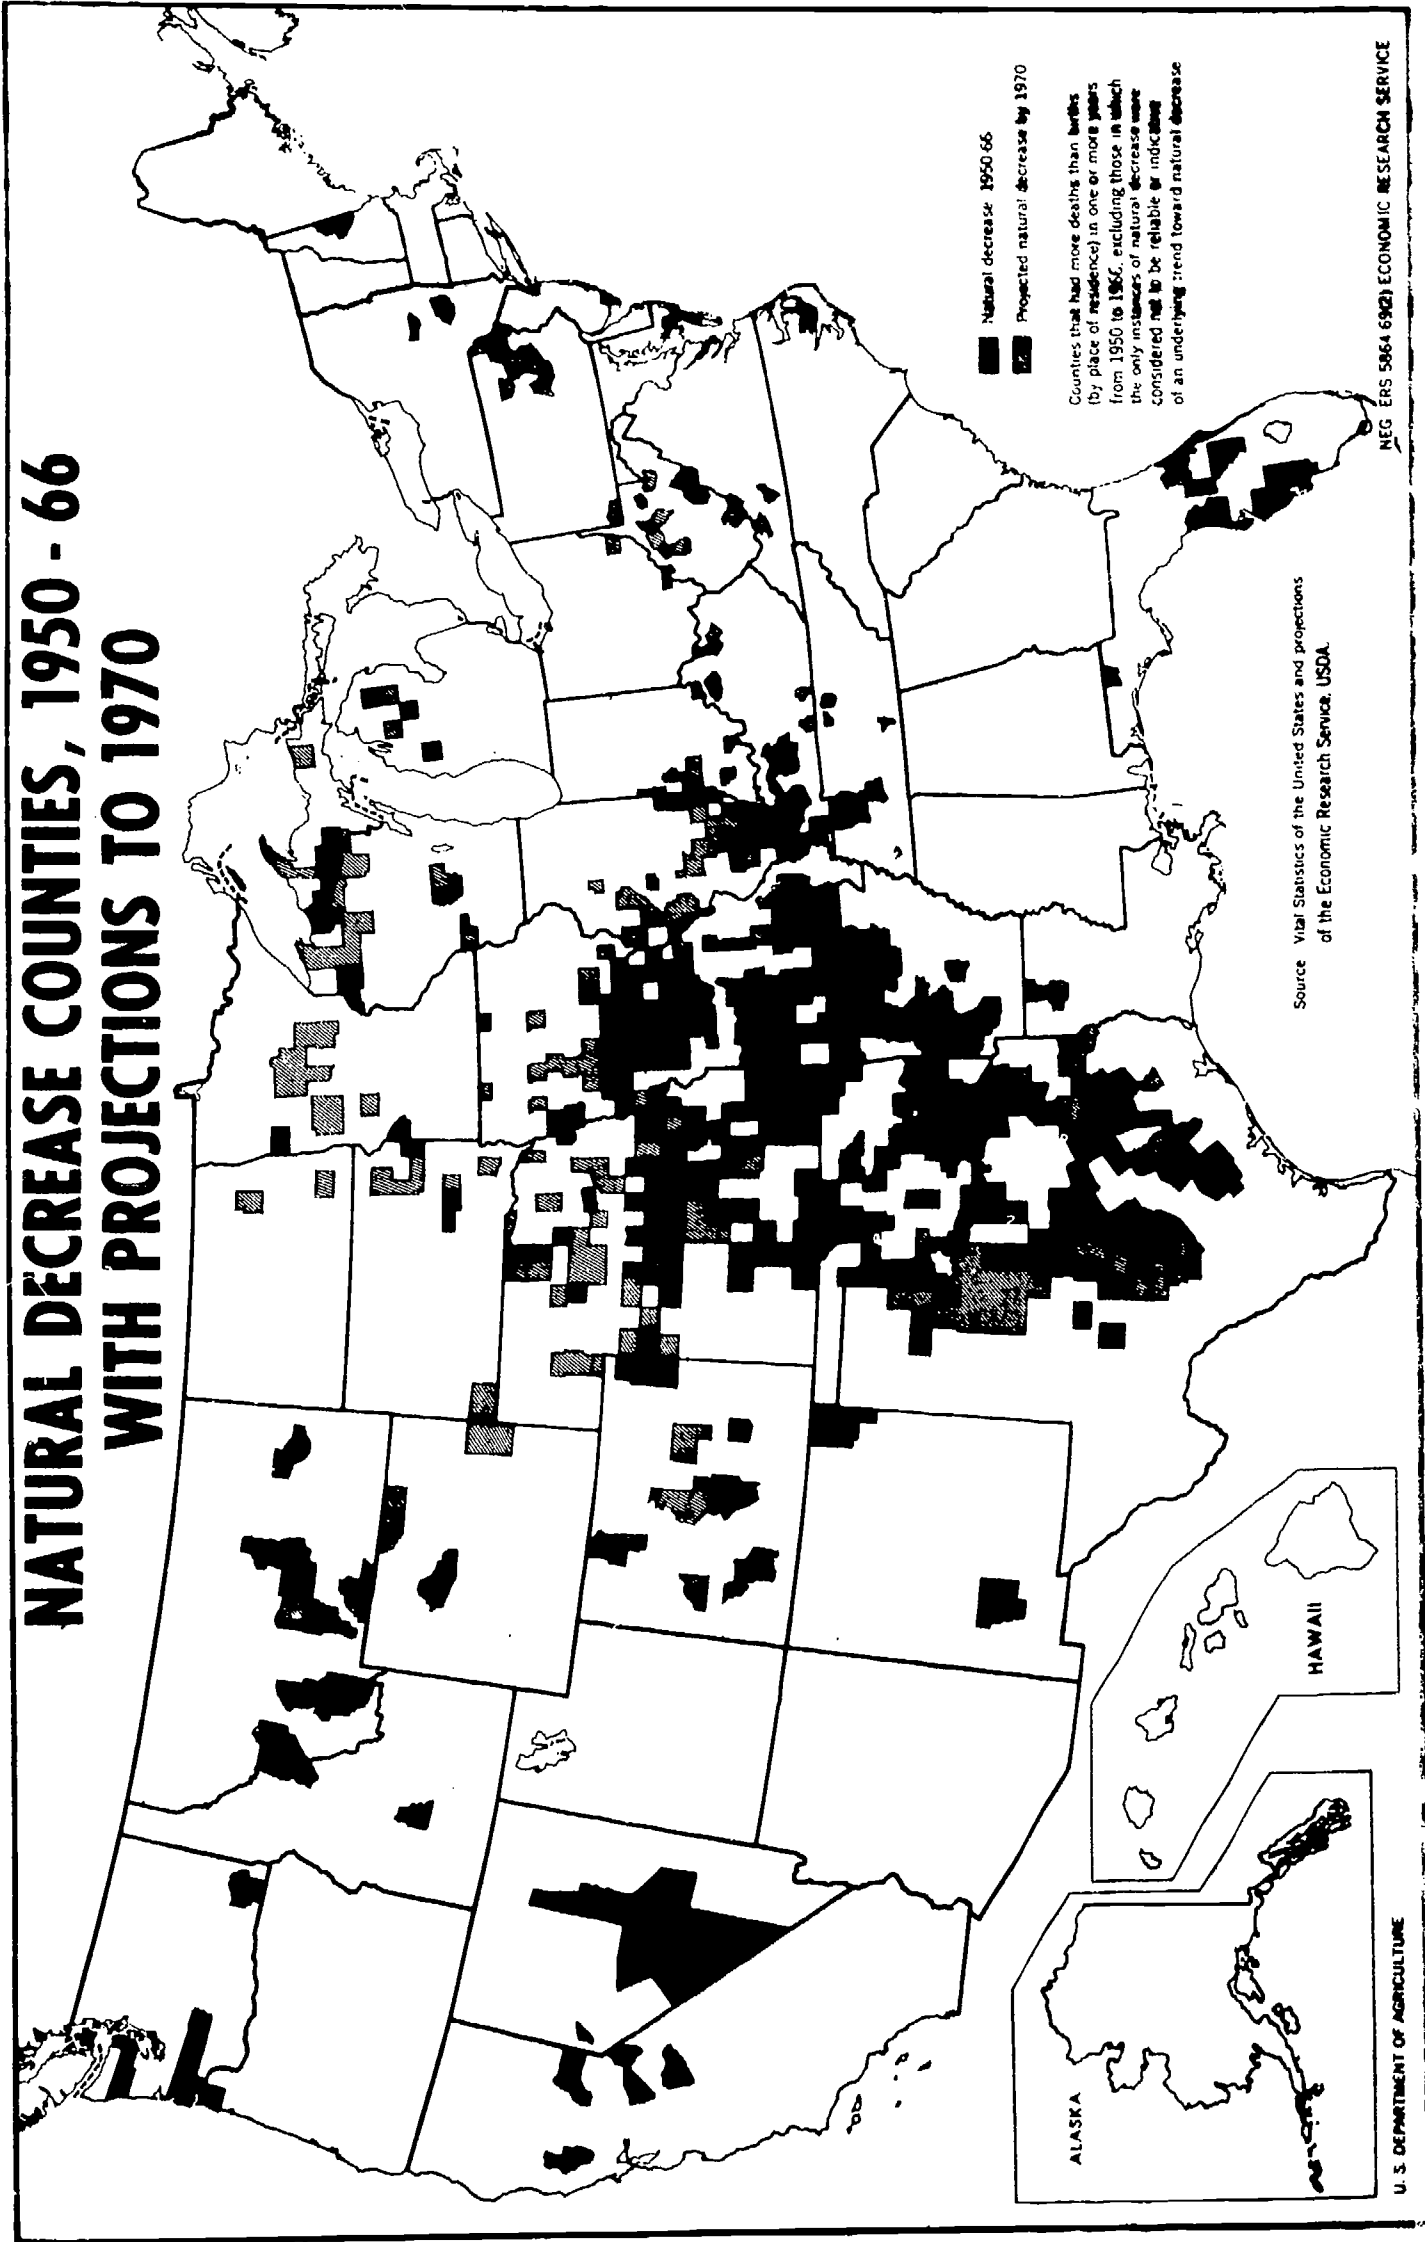 NATURAL DECREASE COUNTIES, 1950 - 66
WITH PROJECTIONS TO 1970
Natural decrease 1950-66
Projected natural decrease by 1970
Counties that had more deaths than births
(by place of residence) in one or more years
from 1950 to 1966, excluding those in which
the only instances of natural decrease were
considered not to be reliable or indicative
of an underlying trend toward natural decrease
ALASKA
HAWAII
Source Vital Statistics of the United States and projections
of the Economic Research Service, USDA.
U. S. DEPARTMENT OF AGRICULTURE
NEG ERS 5864 69(2) ECONOMIC RESEARCH SERVICE